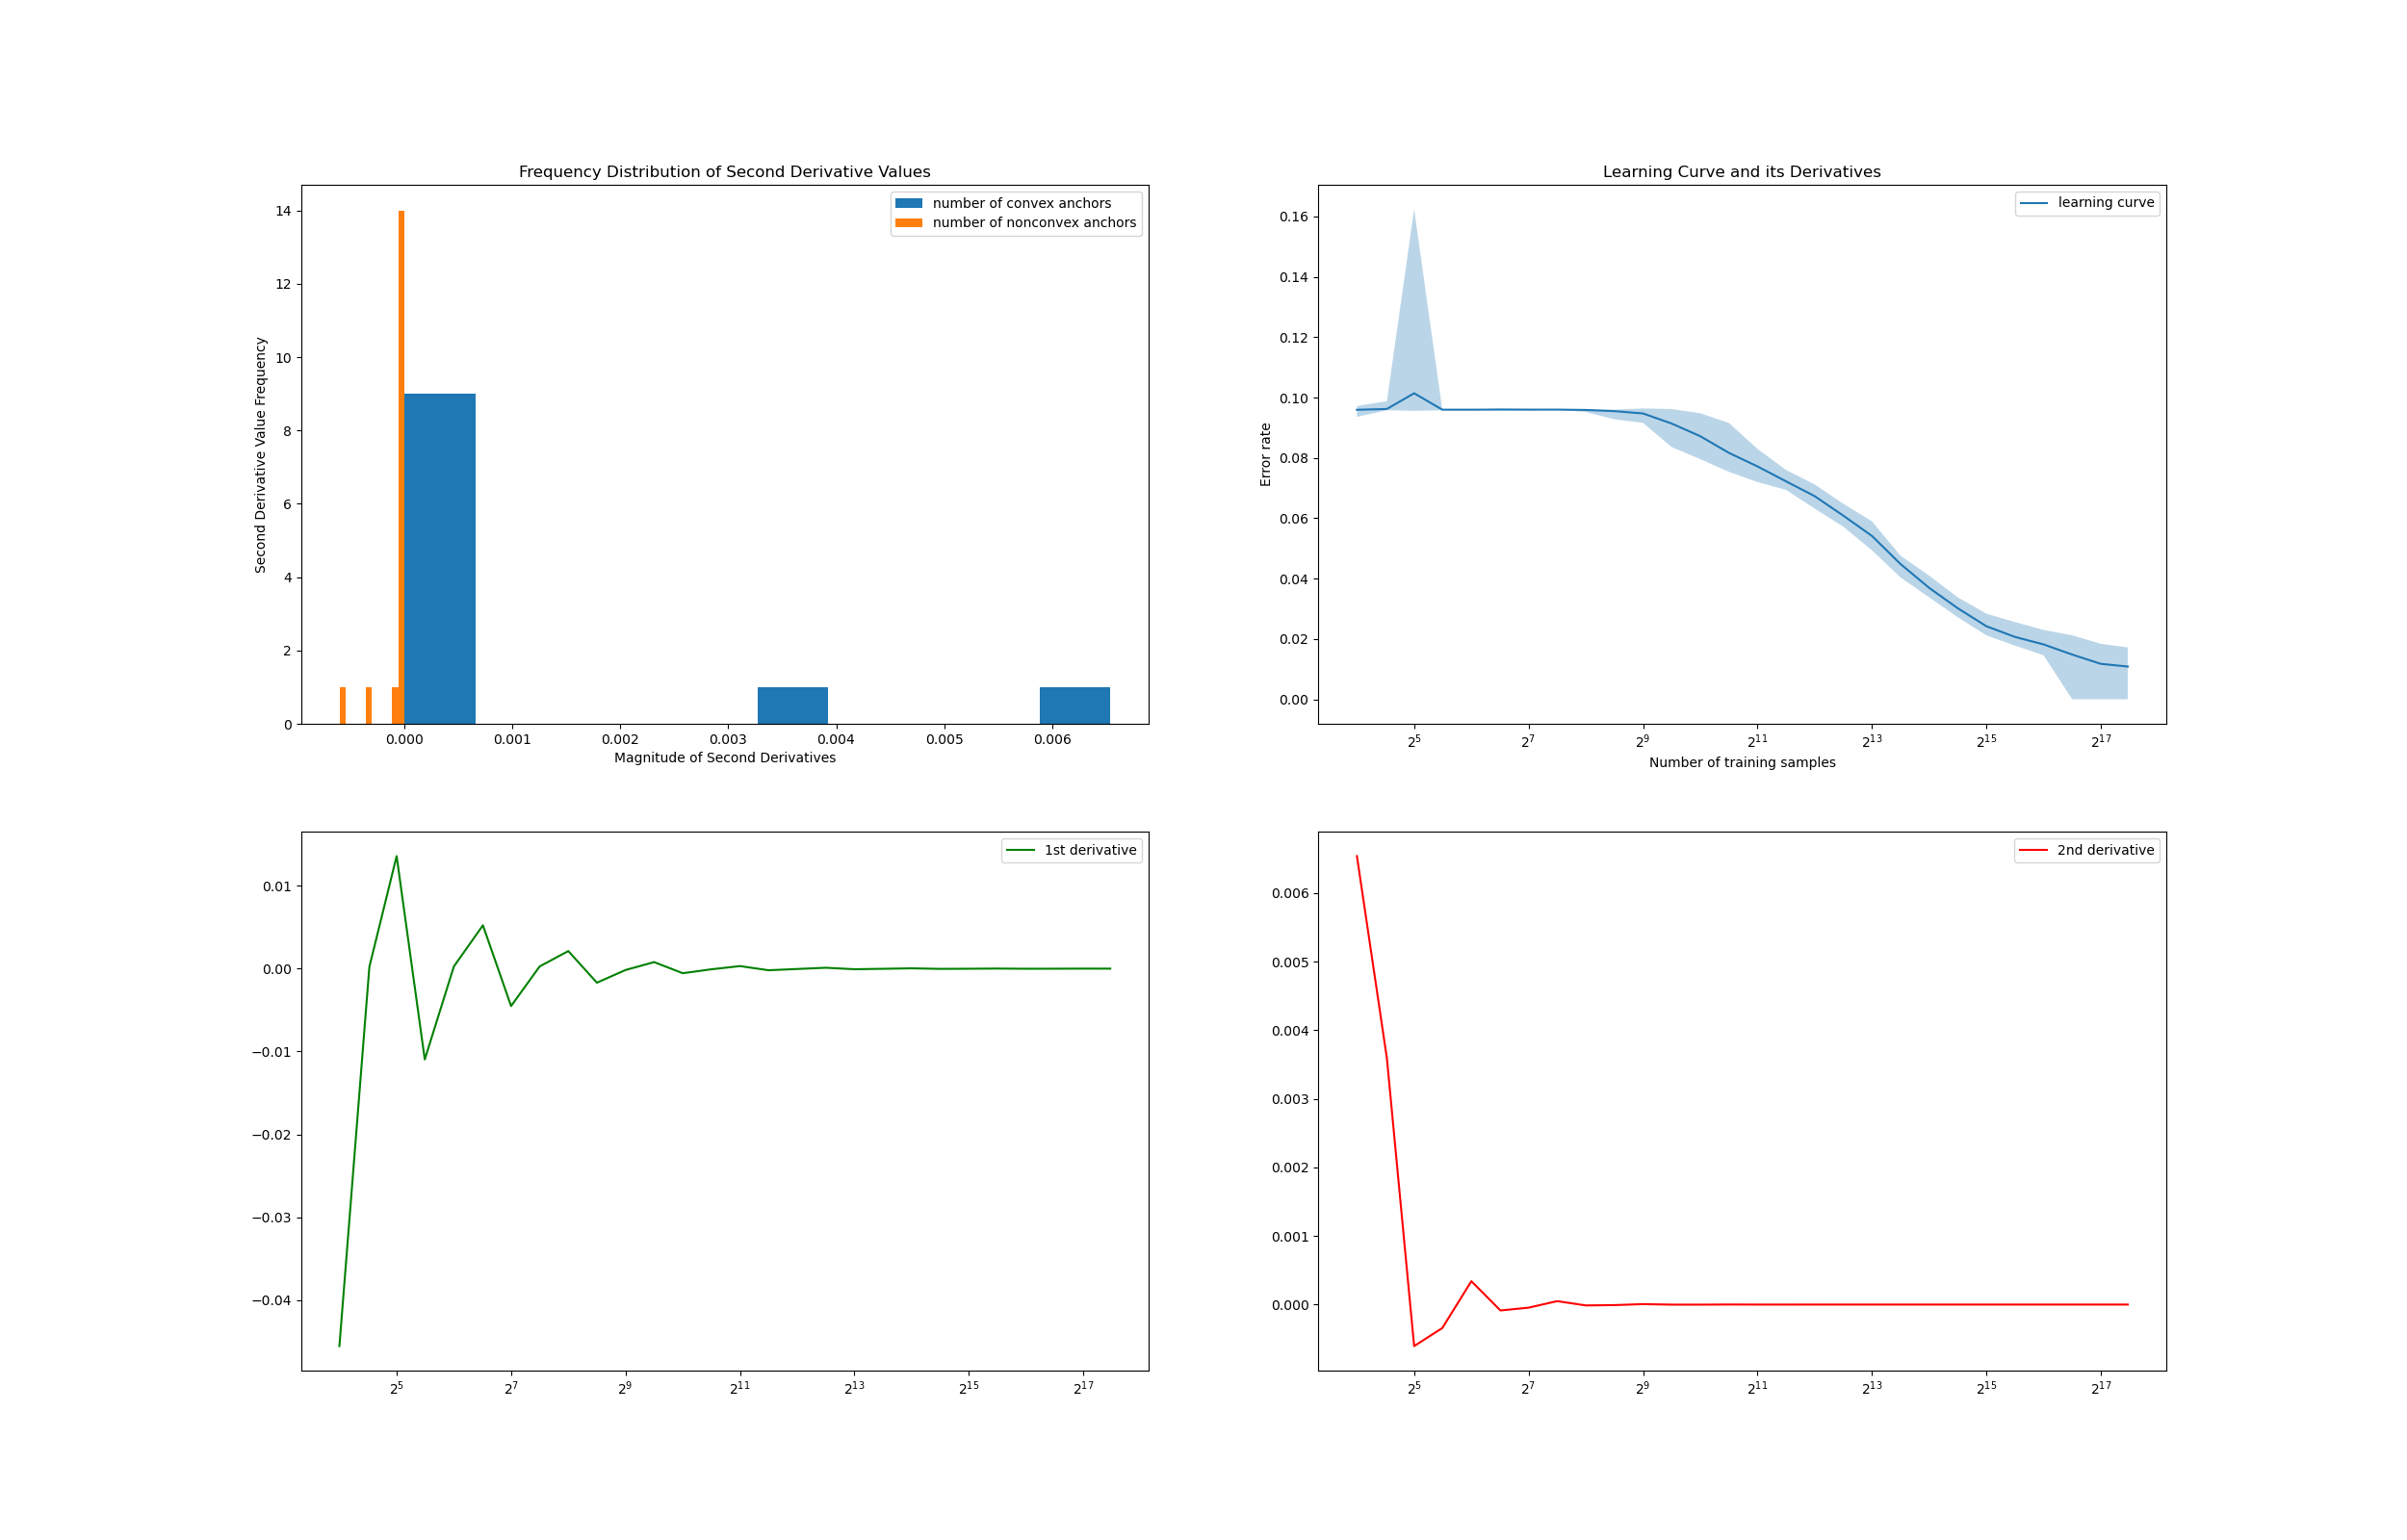 Frequency Distribution of Second Derivative Values
number of convex anchors
number of nonconvex anchors
Second Derivative Value Frequency
14
12
10
8
6
4
2
0
0.000 0.001 0.002 0.003 0.004 0.005 0.006
Magnitude of Second Derivatives
Learning Curve and its Derivatives
learning curve
Error rate
0.16
0.14
0.12
0.10
0.08
0.06
0.04
0.02
0.00
2^5 2^7 2^9 2^11 2^13 2^15 2^17
Number of training samples
1st derivative
0.01
0.00
−0.01
−0.02
−0.03
−0.04
2^5 2^7 2^9 2^11 2^13 2^15 2^17
2nd derivative
0.006
0.005
0.004
0.003
0.002
0.001
0.000
2^5 2^7 2^9 2^11 2^13 2^15 2^17